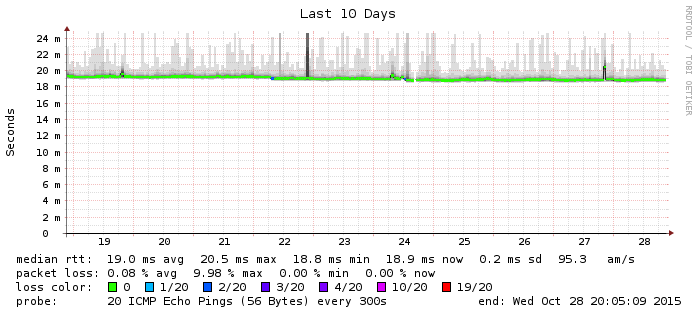 Last 10 Days
RRDTOOL / TOBI OETIKER
Seconds
24 m
22 m
20 m
18 m
16 m
14 m
12 m
10 m
8 m
6 m
4 m
2 m
0
19 20 21 22 23 24 25 26 27 28
median rtt: 19.0 ms avg 20.5 ms max 18.8 ms min 18.9 ms now 0.2 ms sd 95.3 am/s
packet loss: 0.08 % avg 9.98 % max 0.00 % min 0.00 % now
loss color: 0 1/20 2/20 3/20 4/20 10/20 19/20
probe: 20 ICMP Echo Pings (56 Bytes) every 300s end: Wed Oct 28 20:05:09 2015